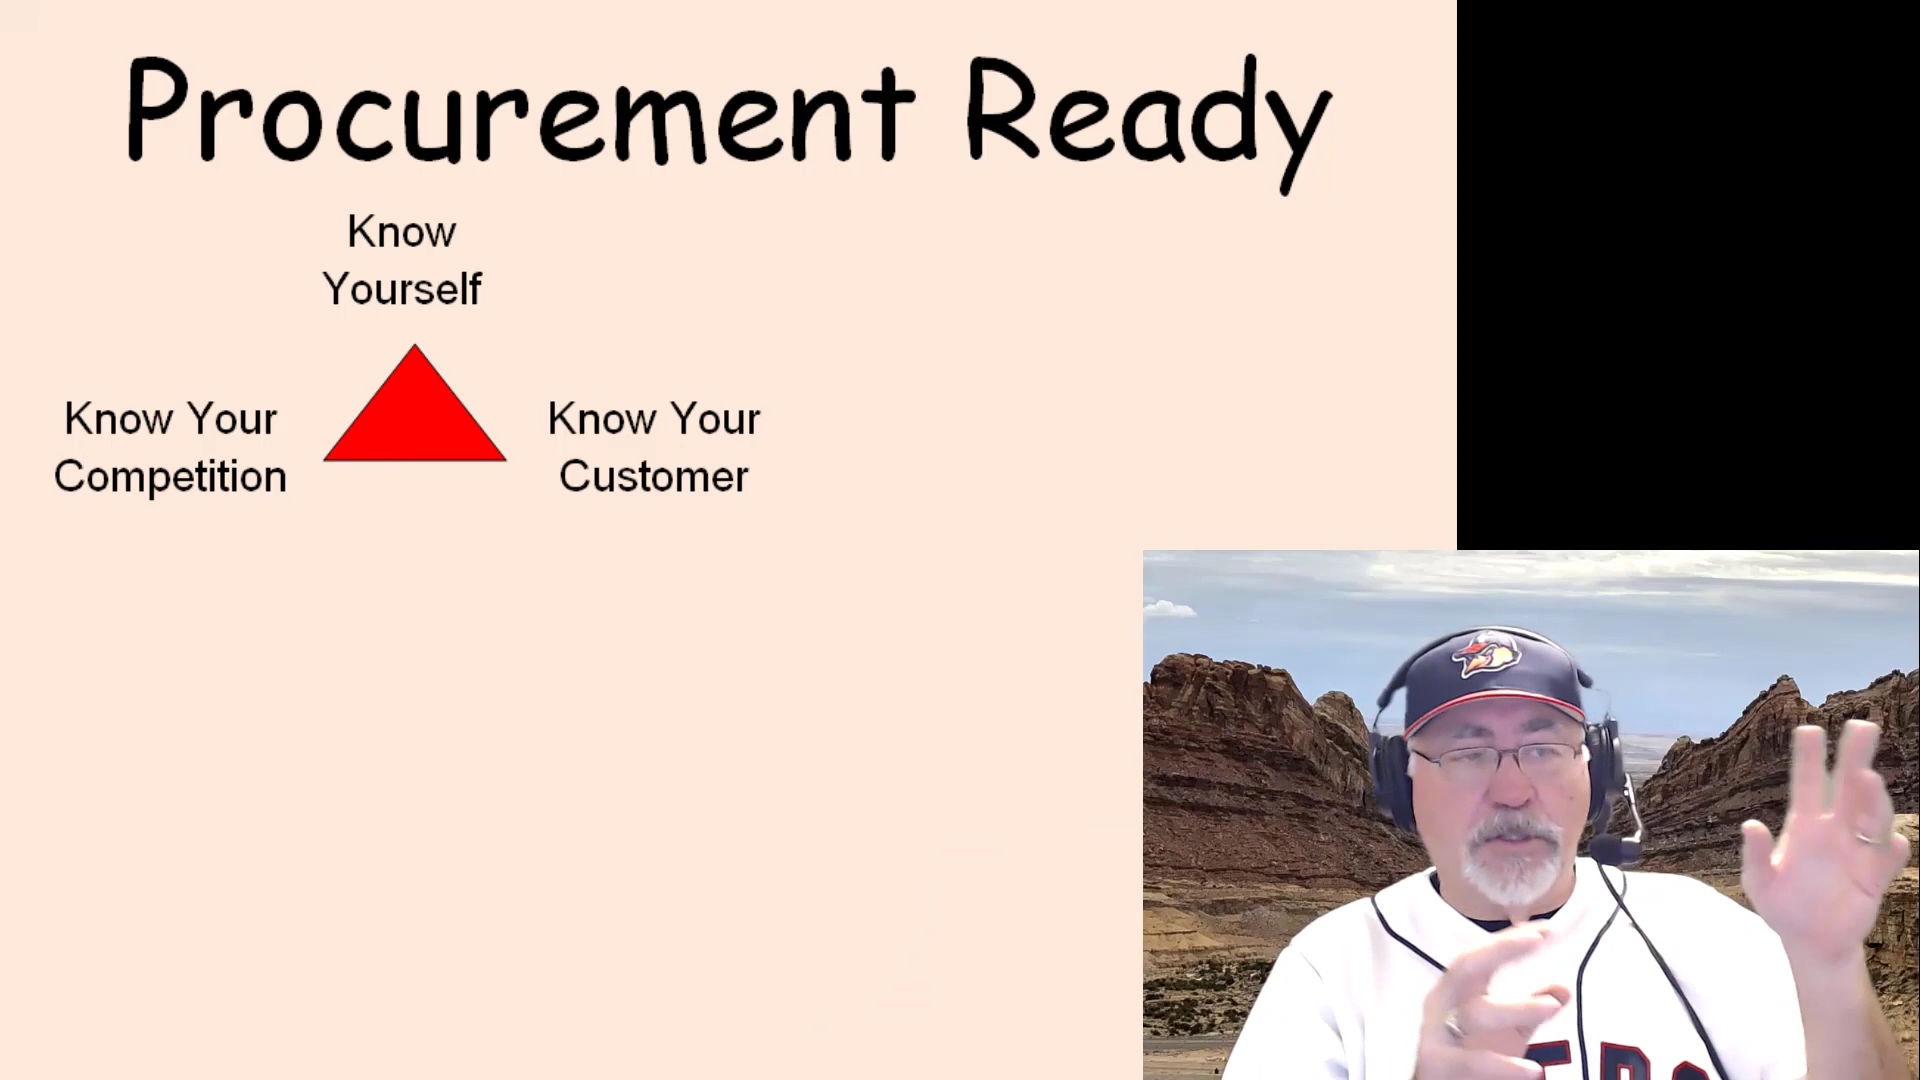 Procurement Ready
Know
Yourself
Know Your
Competition
Know Your
Customer